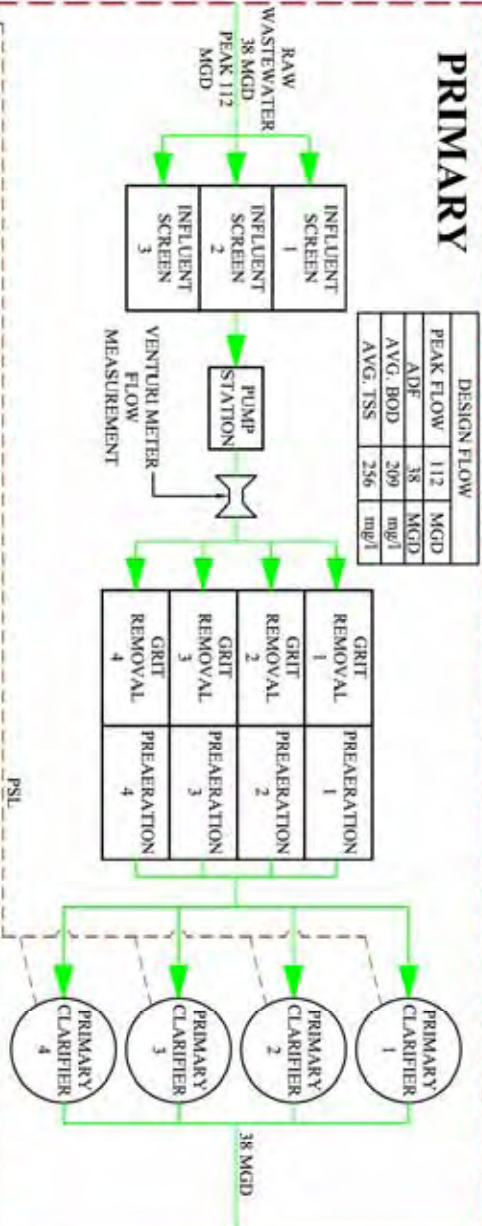 PRIMARY
DESIGN FLOW
PEAK FLOW 112 MGD
ADF 38 MGD
AVG. BOD 209 mg/l
AVG. TSS 256 mg/l
RAW
WASTEWATER
38 MGD
PEAK 112
MGD
INFLUENT
SCREEN
1
INFLUENT
SCREEN
2
INFLUENT
SCREEN
3
PUMP
STATION
VENTURI METER
FLOW
MEASUREMENT
GRIT
REMOVAL
1
PREAERATION
1
GRIT
REMOVAL
2
PREAERATION
2
GRIT
REMOVAL
3
PREAERATION
3
GRIT
REMOVAL
4
PREAERATION
4
PRIMARY
CLARIFIER
1
PRIMARY
CLARIFIER
2
PRIMARY
CLARIFIER
3
PRIMARY
CLARIFIER
4
38 MGD
PSL